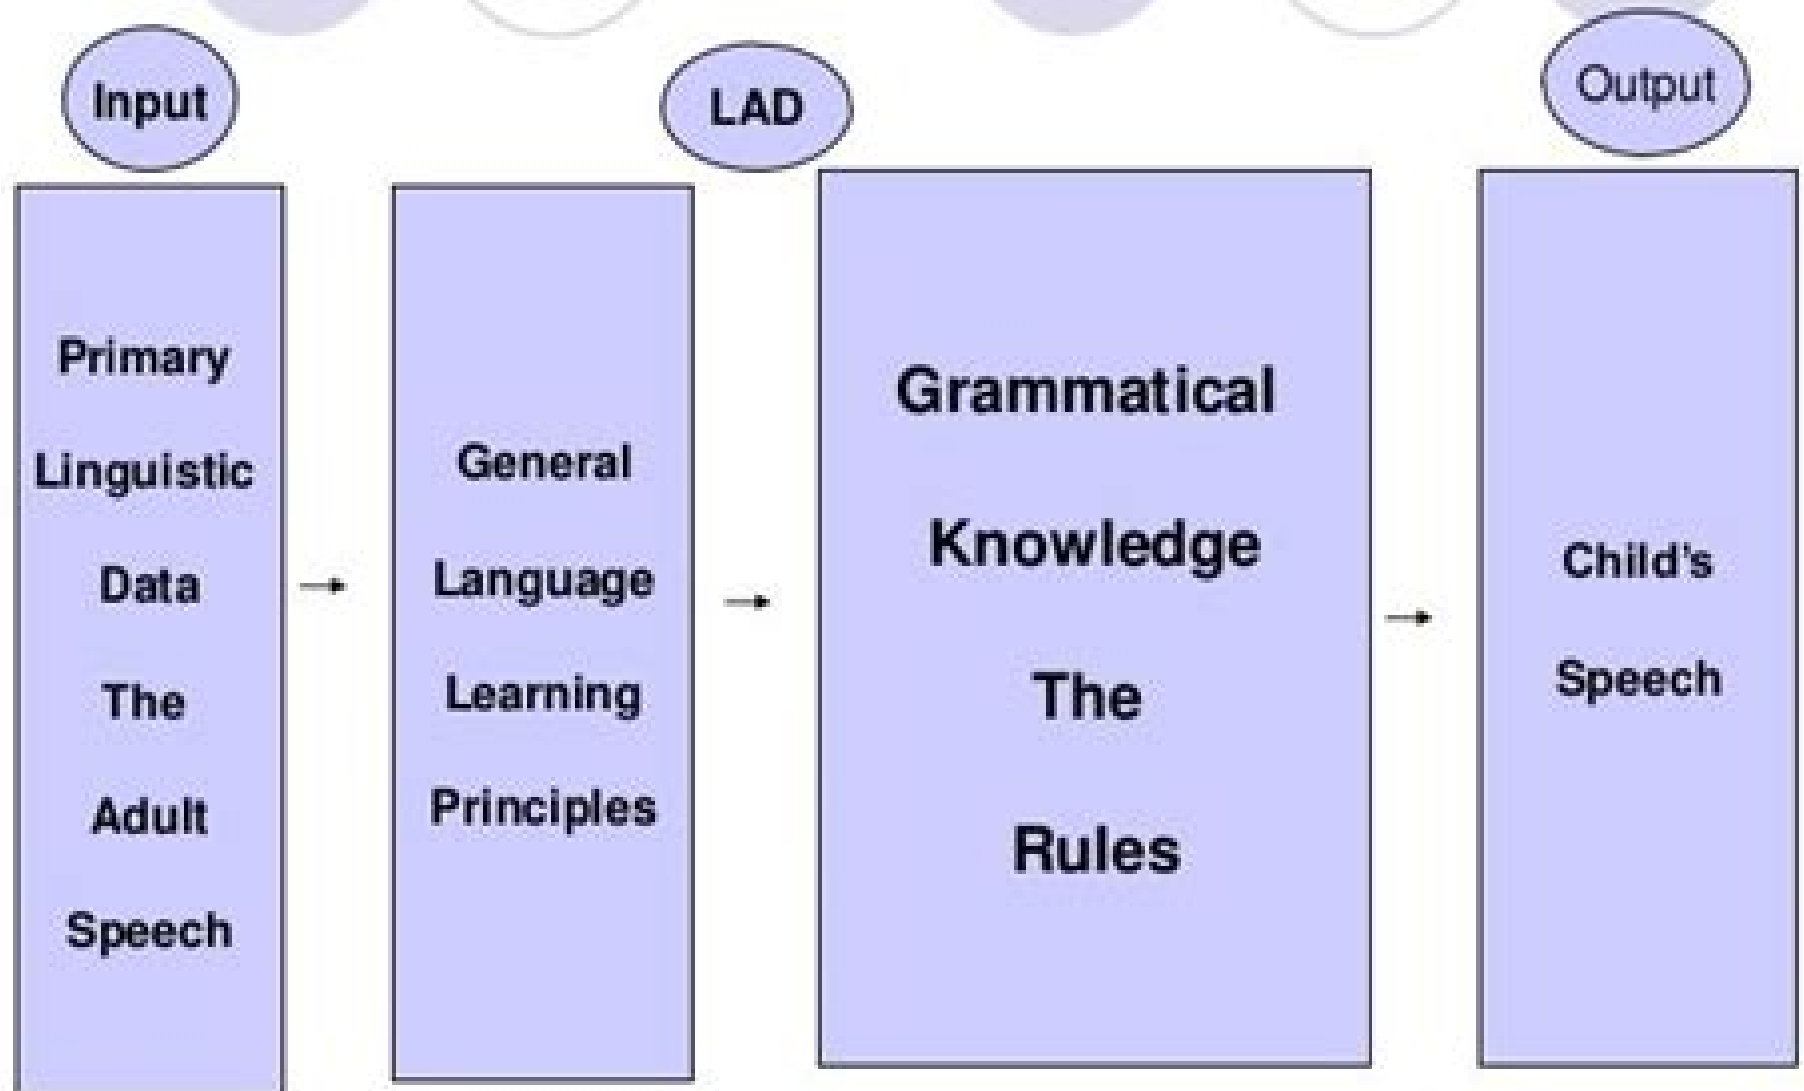 Input
LAD
Output
Primary
Linguistic
Data
The
Adult
Speech
General
Language
Learning
Principles
Grammatical
Knowledge
The
Rules
Child's
Speech